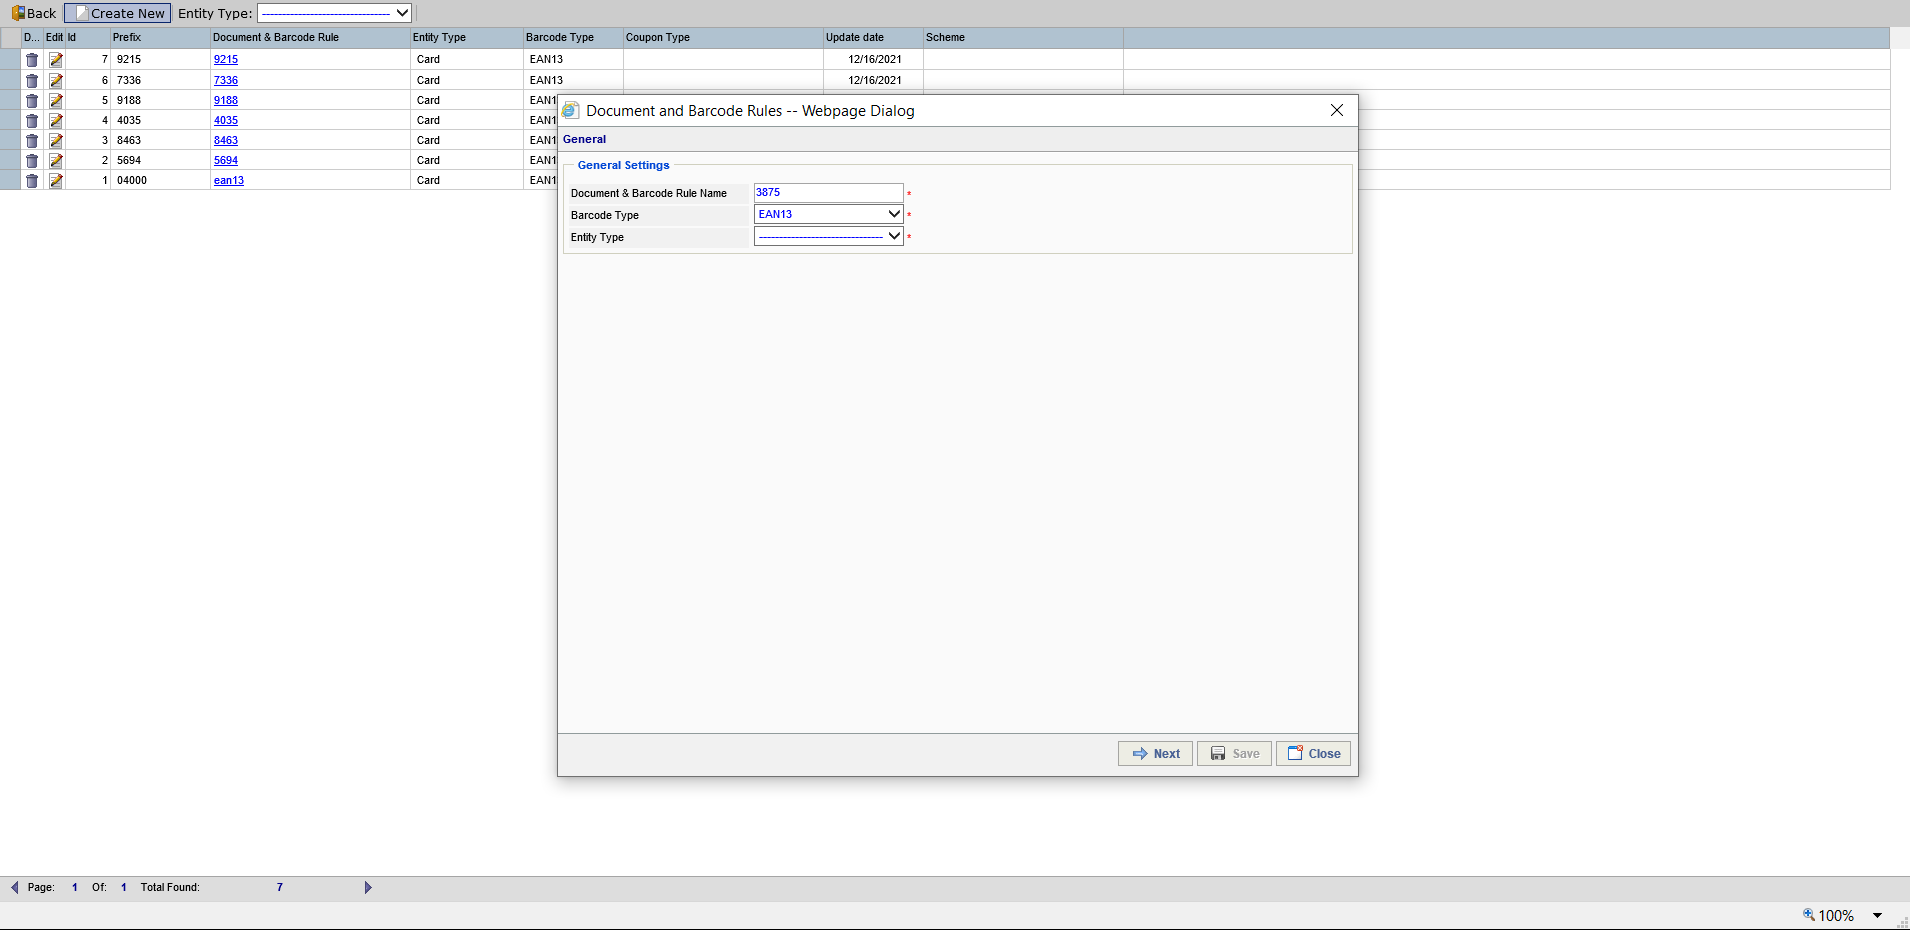 Back Create New Entity Type: --------------------------------
D... Edit Id Prefix Document & Barcode Rule Entity Type Barcode Type Coupon Type Update date Scheme
7 9215 9215 Card EAN13 12/16/2021
6 7336 7336 Card EAN13 12/16/2021
5 9188 9188 Card EAN1
4 4035 4035 Card EAN1
3 8463 8463 Card EAN1
2 5694 5694 Card EAN1
1 04000 ean13 Card EAN1
Document and Barcode Rules -- Webpage Dialog
General
General Settings
Document & Barcode Rule Name 3875 *
Barcode Type EAN13 *
Entity Type -------------------------------- *
Next Save Close
Page: 1 Of: 1 Total Found: 7
100%